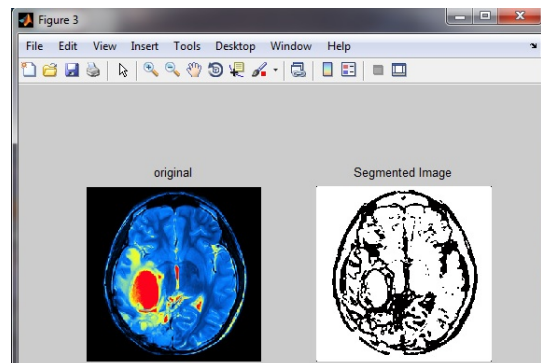 Figure 3
File Edit View Insert Tools Desktop Window Help
original Segmented Image